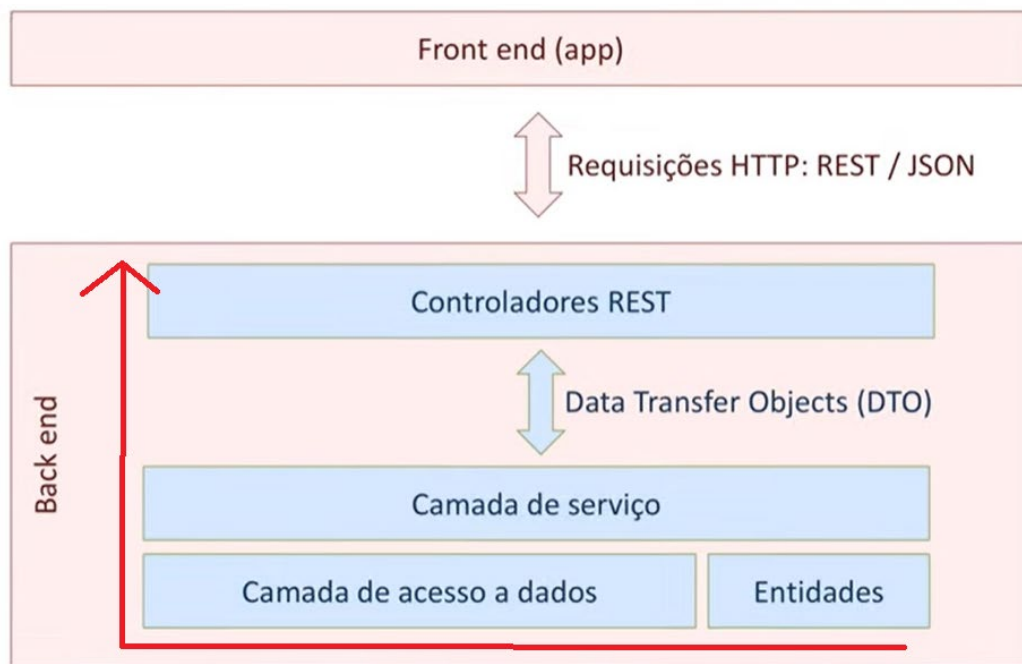 Front end (app)
Requisições HTTP: REST / JSON
Back end
Controladores REST
Data Transfer Objects (DTO)
Camada de serviço
Camada de acesso a dados
Entidades